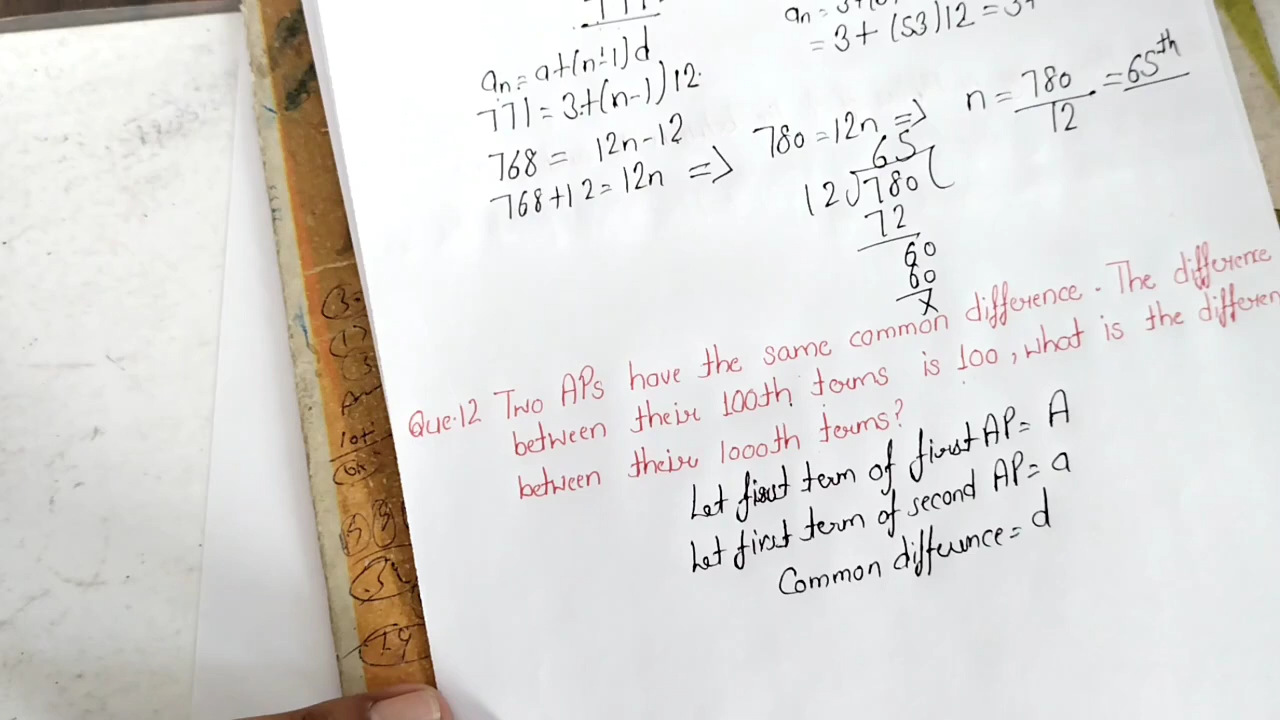 = 3 + (53)12 = 3
an = a+(n-1)d
771 = 3+(n-1)12
768 = 12n-12
768+12=12n =>
780 = 12n =>
n = 780/12 = 65th
65
12)780(
72
60
60
x
Que.12 Two APs have the same common difference. The difference
between their 100th terms is 100, what is the differen
between their 1000th terms?
Let first term of first AP = A
Let first term of second AP = a
Common difference = d